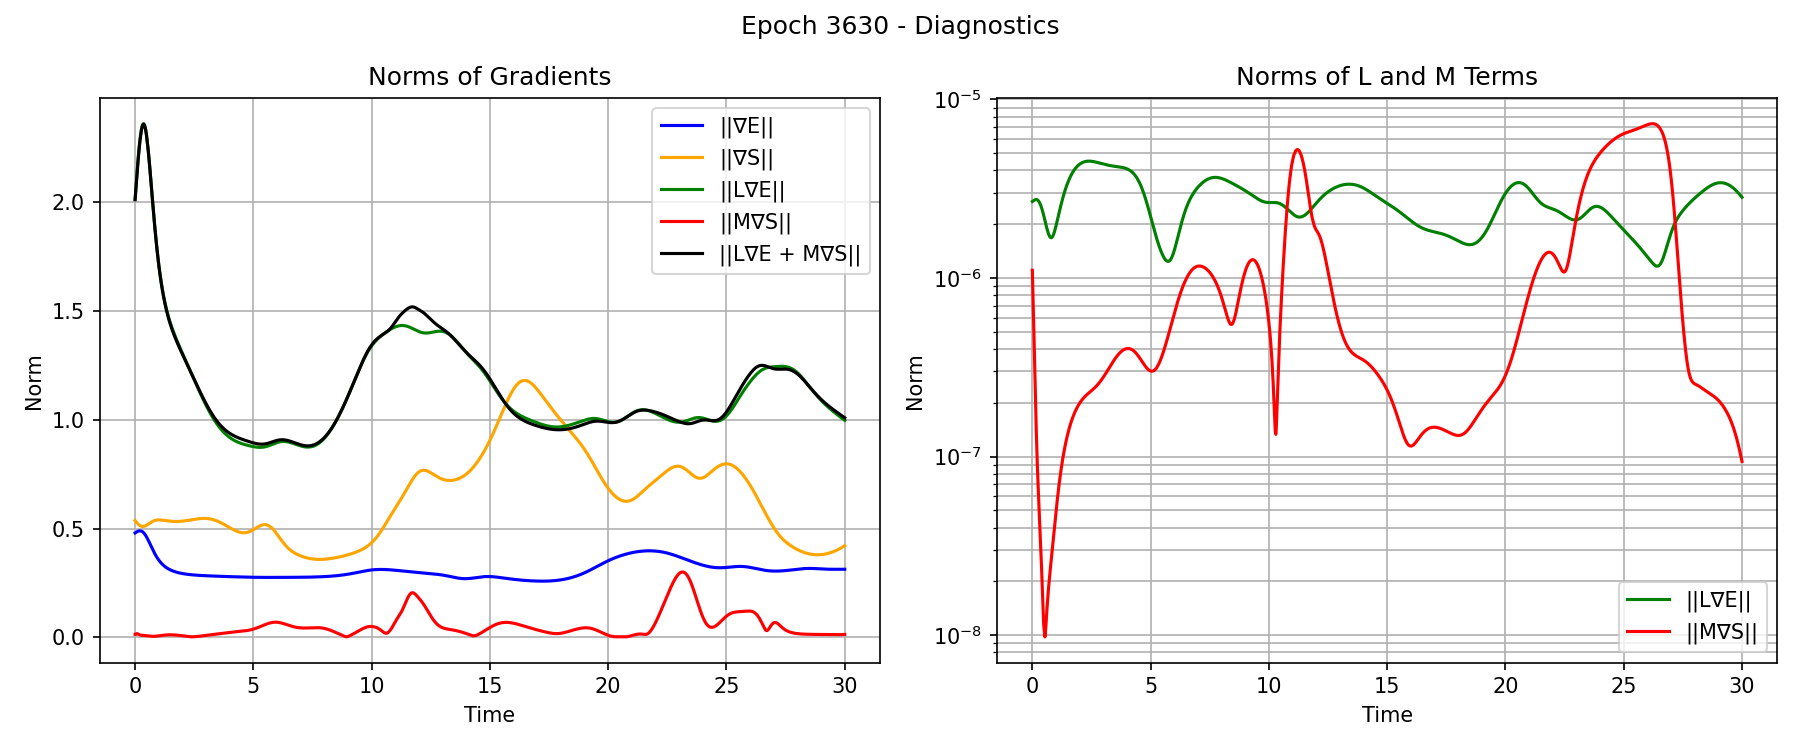 Epoch 3630 - Diagnostics
Norms of Gradients
Norm
2.0
1.5
1.0
0.5
0.0
0 5 10 15 20 25 30
Time
||∇E||
||∇S||
||L∇E||
||M∇S||
||L∇E + M∇S||
Norms of L and M Terms
Norm
10⁻⁵
10⁻⁶
10⁻⁷
10⁻⁸
0 5 10 15 20 25 30
Time
||L∇E||
||M∇S||